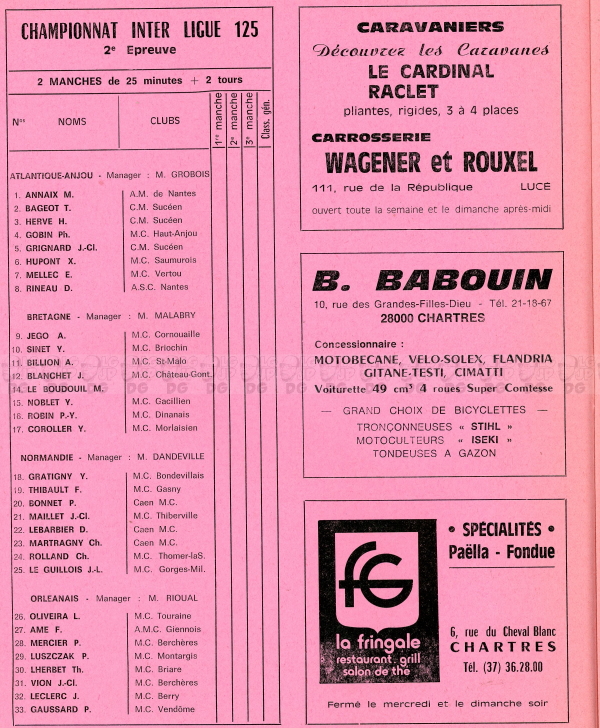 CHAMPIONNAT INTER LIGUE 125
2e Epreuve
2 MANCHES de 25 minutes + 2 tours
Nos NOMS CLUBS 1re manche 2e manche 3e manche Class. gén.
ATLANTIQUE-ANJOU - Manager : M. GROBOIS
1. ANNAIX M. A.M. de Nantes
2. BAGEOT T. C.M. Sucéen
3. HERVE H. C.M. Sucéen
4. GOBIN Ph. M.C. Haut-Anjou
5. GRIGNARD J.-Cl. C.M. Sucéen
6. HUPONT X. M.C. Saumurois
7. MELLEC E. M.C. Vertou
8. RINEAU D. A.S.C. Nantes
BRETAGNE - Manager : M. MALABRY
9. JEGO A. M.C. Cornouaille
10. SINET Y. M.C. Briochin
11. BILLION A. M.C. St-Malo
12. BLANCHET J. M.C. Château-Gont.
14. LE BOUDOUIL M.
15. NOBLET Y. M.C. Gacillien
16. ROBIN P.-Y. M.C. Dinanais
17. COROLLER Y. M.C. Morlaisien
NORMANDIE - Manager : M. DANDEVILLE
18. GRATIGNY Y. M.C. Bondevillais
19. THIBAULT F. M.C. Gasny
20. BONNET P. Caen M.C.
21. MAILLET J.-Cl. M.C. Thiberville
22. LEBARBIER D. Caen M.C.
23. MARTRAGNY Ch. Caen M.C.
24. ROLLAND Ch. M.C. Thomer-laS.
25. LE GUILLOIS J.-L. M.C. Gorges-Mil.
ORLEANAIS - Manager : M. RIOUAL
26. OLIVEIRA L. M.C. Touraine
27. AME F. A.M.C. Giennois
28. MERCIER P. M.C. Berchères
29. LUSZCZAK P. M.C. Montargis
30. LHERBET Th. M.C. Briare
31. VION J.-Cl. M.C. Berchères
32. LECLERC J. M.C. Berry
33. GAUSSARD P. M.C. Vendôme
CARAVANIERS
Découvrez les Caravanes
LE CARDINAL
RACLET
pliantes, rigides, 3 à 4 places
CARROSSERIE
WAGENER et ROUXEL
111, rue de la République LUCÉ
ouvert toute la semaine et le dimanche après-midi
B. BABOUIN
10, rue des Grandes-Filles-Dieu - Tél. 21-18-67
28000 CHARTRES
Concessionnaire :
MOTOBECANE, VELO-SOLEX, FLANDRIA
GITANE-TESTI, CIMATTI
Voiturette 49 cm3 4 roues Super Comtesse
— GRAND CHOIX DE BICYCLETTES —
TRONÇONNEUSES « STIHL »
MOTOCULTEURS « ISEKI »
TONDEUSES A GAZON
fG
la fringale
restaurant. grill
salon de thé
• SPÉCIALITÉS •
Paëlla - Fondue
6, rue du Cheval Blanc
CHARTRES
Tél. (37) 36.28.00
Fermé le mercredi et le dimanche soir